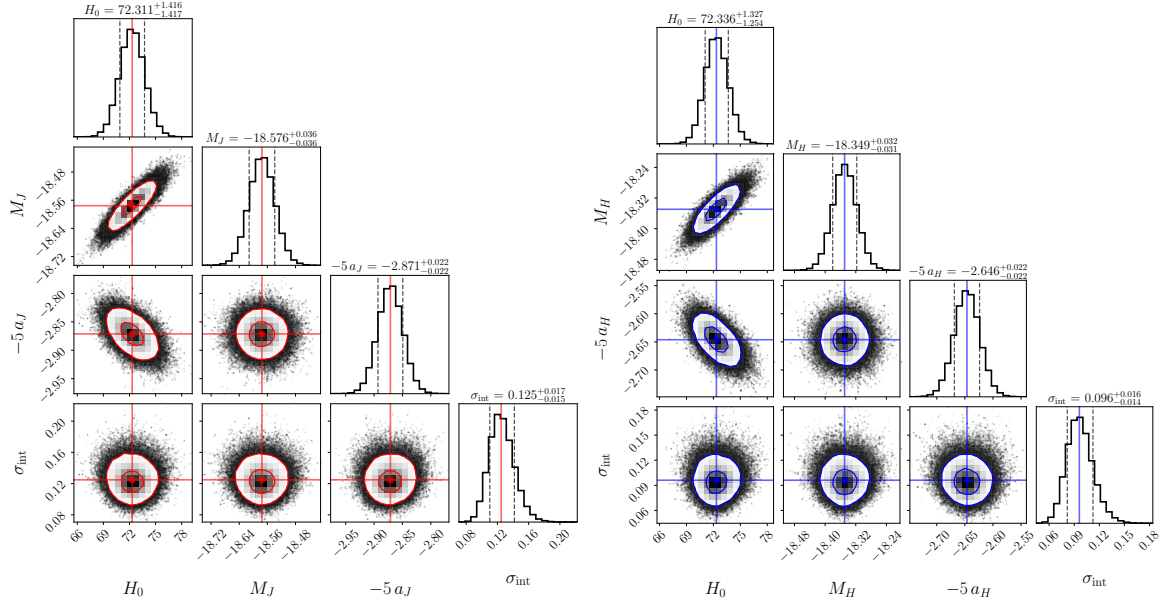 H₀ = 72.311 +1.416 −1.417
M_J = −18.576 +0.036 −0.036
−5 a_J = −2.871 +0.022 −0.022
σ_int = 0.125 +0.017 −0.015
M_J
−18.48
−18.56
−18.64
−18.72
−5 a_J
−2.80
−2.85
−2.90
−2.95
σ_int
0.20
0.16
0.12
0.08
66 69 72 75 78
−18.72 −18.64 −18.56 −18.48
−2.95 −2.90 −2.85 −2.80
0.08 0.12 0.16 0.20
H₀ M_J −5 a_J σ_int
H₀ = 72.336 +1.327 −1.254
M_H = −18.349 +0.032 −0.031
−5 a_H = −2.646 +0.022 −0.022
σ_int = 0.096 +0.016 −0.014
M_H
−18.24
−18.32
−18.40
−18.48
−5 a_H
−2.55
−2.60
−2.65
−2.70
σ_int
0.18
0.15
0.12
0.09
0.06
66 69 72 75 78
−18.48 −18.40 −18.32 −18.24
−2.70 −2.65 −2.60 −2.55
0.06 0.09 0.12 0.15 0.18
H₀ M_H −5 a_H σ_int